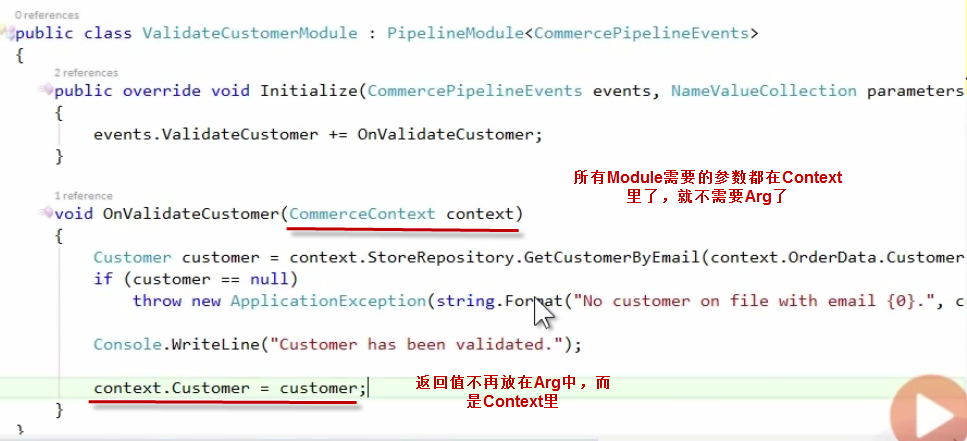 0 references
public class ValidateCustomerModule : PipelineModule<CommercePipelineEvents>
{
2 references
public override void Initialize(CommercePipelineEvents events, NameValueCollection parameters
{
events.ValidateCustomer += OnValidateCustomer;
}
所有Module需要的参数都在Context
里了，就不需要Arg了
1 reference
void OnValidateCustomer(CommerceContext context)
{
Customer customer = context.StoreRepository.GetCustomerByEmail(context.OrderData.Customer
if (customer == null)
throw new ApplicationException(string.Format("No customer on file with email {0}.", c
Console.WriteLine("Customer has been validated.");
context.Customer = customer;
返回值不再放在Arg中，而
是Context里
}
}